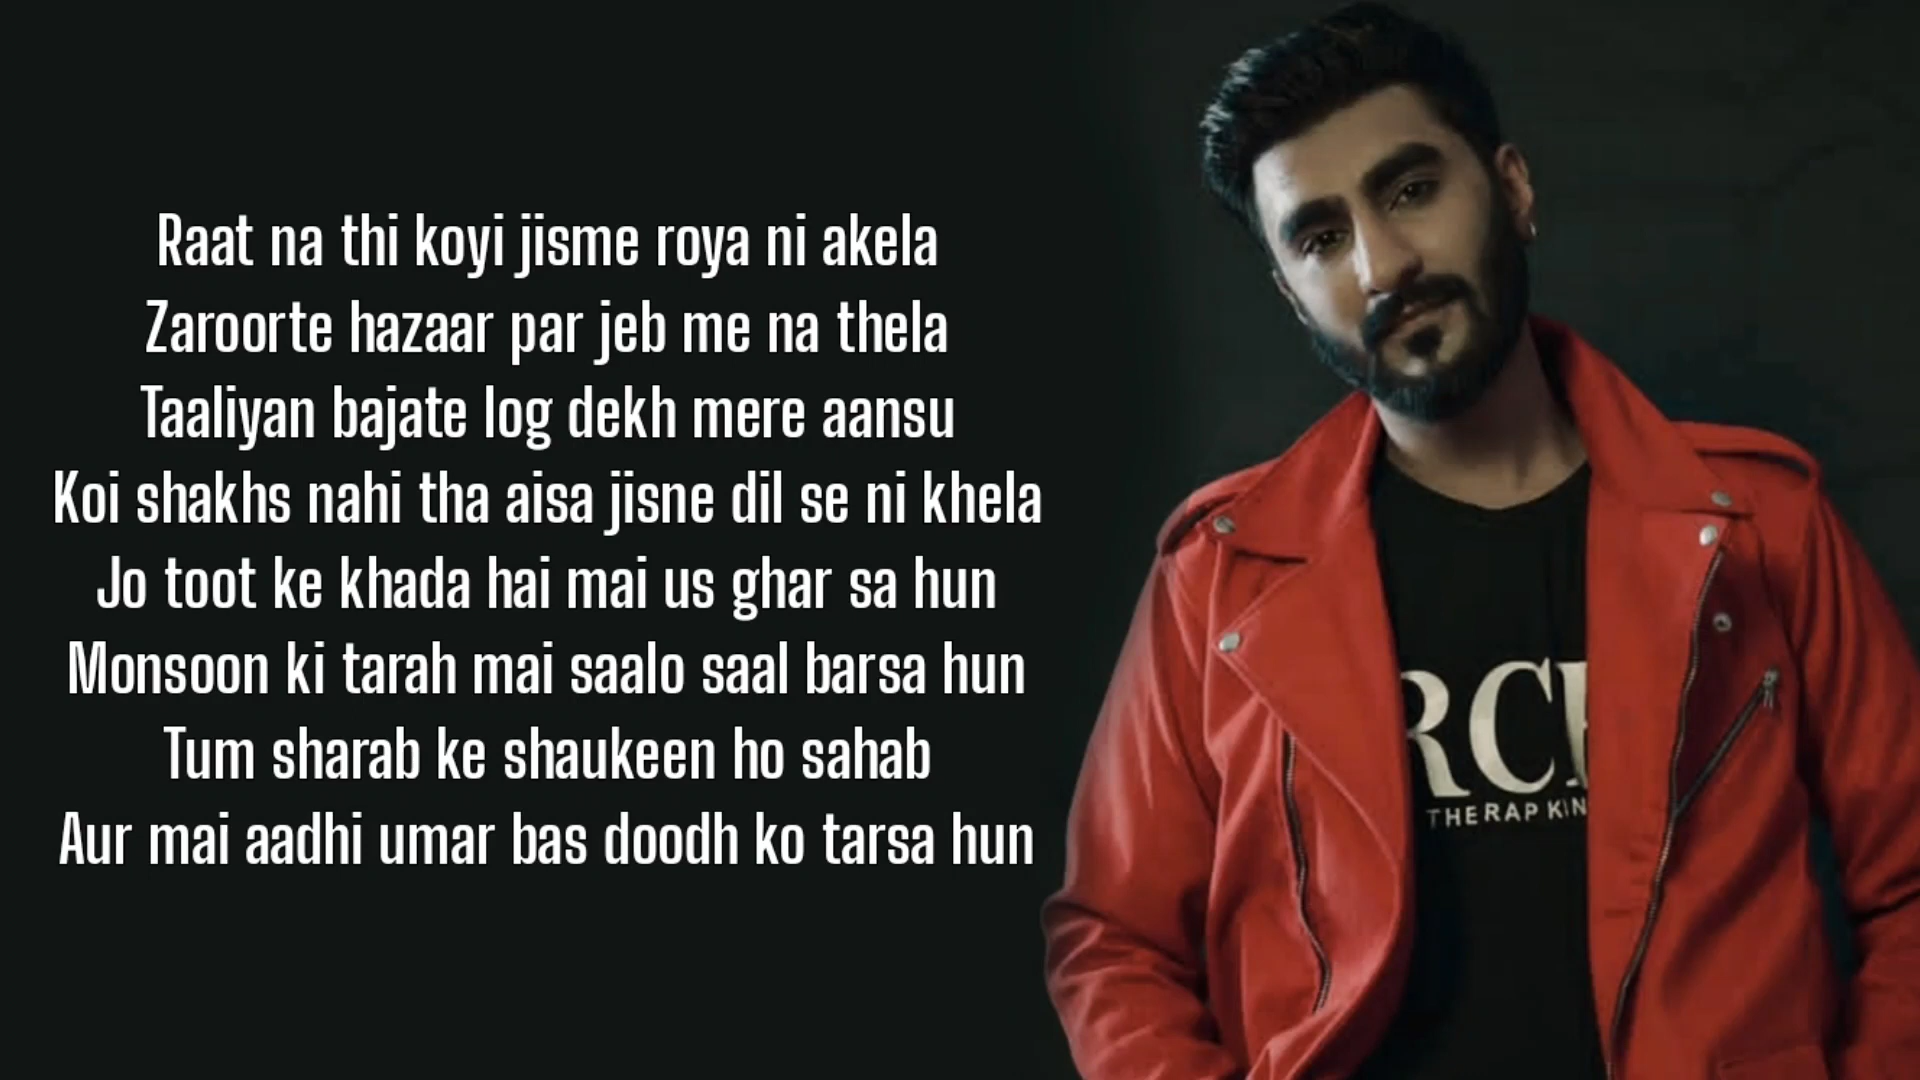 Raat na thi koyi jisme roya ni akela
Zaroorte hazaar par jeb me na thela
Taaliyan bajate log dekh mere aansu
Koi shakhs nahi tha aisa jisne dil se ni khela
Jo toot ke khada hai mai us ghar sa hun
Monsoon ki tarah mai saalo saal barsa hun
Tum sharab ke shaukeen ho sahab
Aur mai aadhi umar bas doodh ko tarsa hun
RC
THE RAP KIN